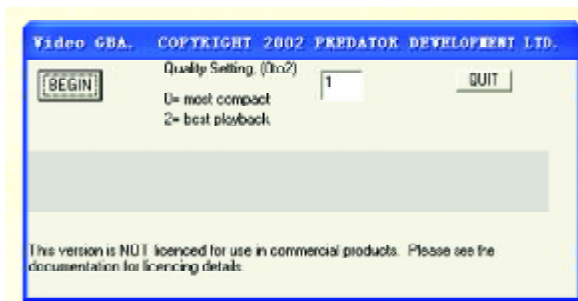 Video GBA. COPYRIGHT 2002 PREDATOR DEVELOPMENT LTD.
BEGIN
Quality Setting. (0to2)
1
QUIT
0= most compact
2= best playback.
This version is NOT licenced for use in commercial products. Please see the
documentation for licencing details.